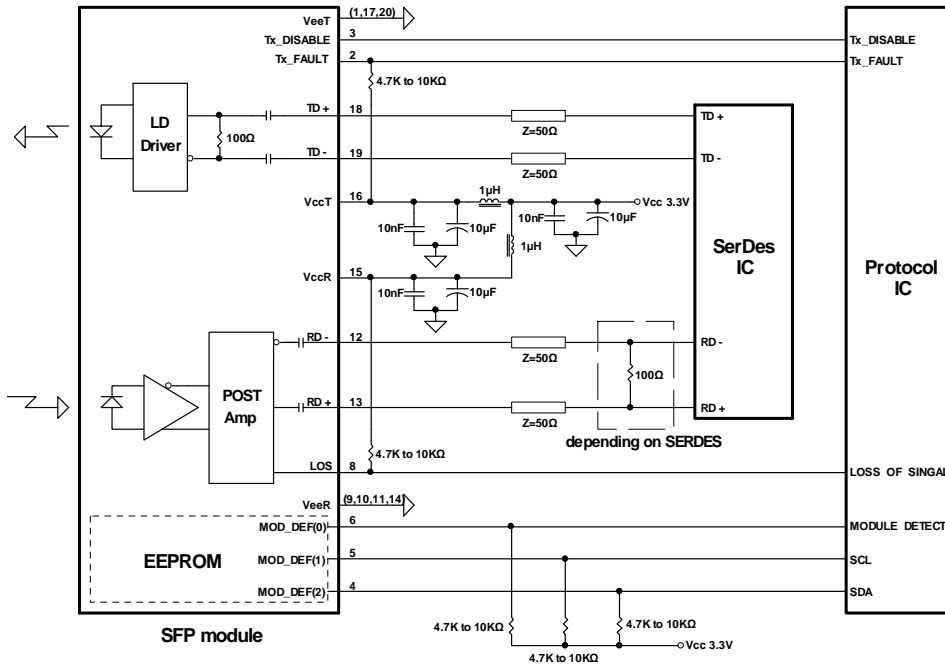 VeeT
(1,17,20)
Tx_DISABLE
3
Tx_DISABLE
Tx_FAULT
2
Tx_FAULT
4.7K to 10KΩ
LD
Driver
100Ω
TD +
18
Z=50Ω
TD +
TD -
19
Z=50Ω
TD -
VccT
16
1µH
Vcc 3.3V
10nF
10µF
10nF
10µF
1µH
SerDes
IC
Protocol
IC
VccR
15
10nF
10µF
POST
Amp
RD -
12
Z=50Ω
RD -
100Ω
RD +
13
Z=50Ω
RD +
depending on SERDES
4.7K to 10KΩ
LOS
8
LOSS OF SINGAL
VeeR
(9,10,11,14)
EEPROM
MOD_DEF(0)
6
MODULE DETECT
MOD_DEF(1)
5
SCL
MOD_DEF(2)
4
SDA
4.7K to 10KΩ
4.7K to 10KΩ
4.7K to 10KΩ
Vcc 3.3V
SFP module